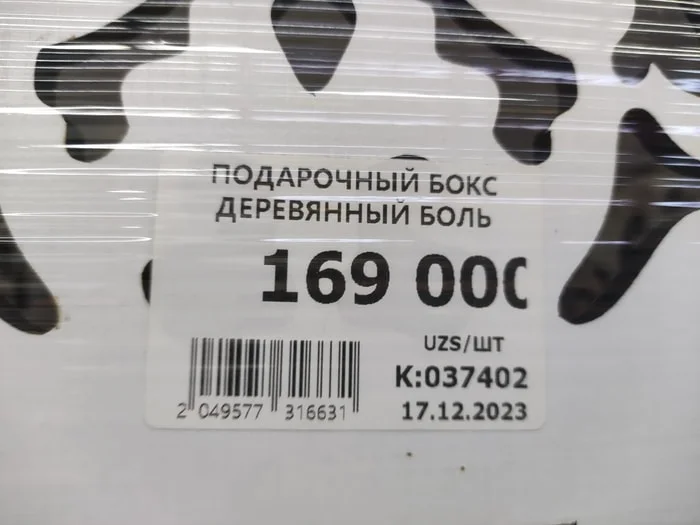 ПОДАРОЧНЫЙ БОКС
ДЕРЕВЯННЫЙ БОЛЬ
169 000
UZS/ШТ
K:037402
2 049577 316631
17.12.2023